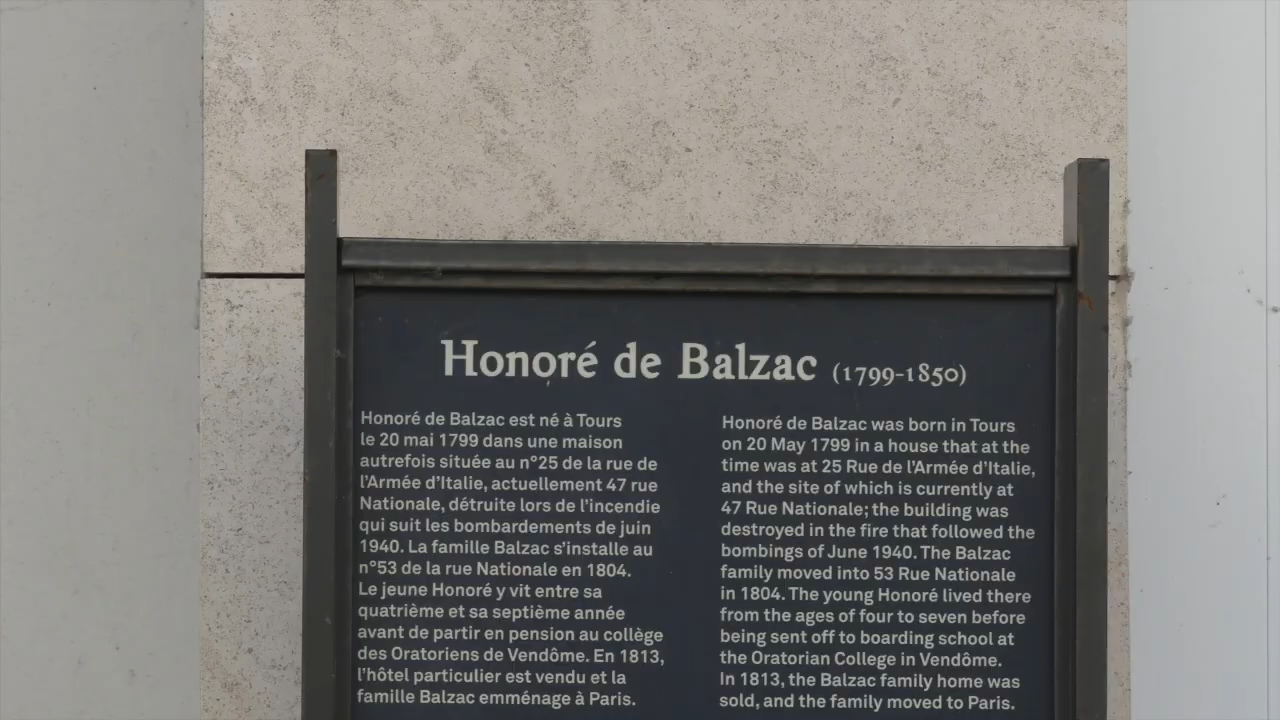 Honoré de Balzac (1799-1850)
Honoré de Balzac est né à Tours
le 20 mai 1799 dans une maison
autrefois située au n°25 de la rue de
l'Armée d'Italie, actuellement 47 rue
Nationale, détruite lors de l'incendie
qui suit les bombardements de juin
1940. La famille Balzac s'installe au
n°53 de la rue Nationale en 1804.
Le jeune Honoré y vit entre sa
quatrième et sa septième année
avant de partir en pension au collège
des Oratoriens de Vendôme. En 1813,
l'hôtel particulier est vendu et la
famille Balzac emménage à Paris.
Honoré de Balzac was born in Tours
on 20 May 1799 in a house that at the
time was at 25 Rue de l'Armée d'Italie,
and the site of which is currently at
47 Rue Nationale; the building was
destroyed in the fire that followed the
bombings of June 1940. The Balzac
family moved into 53 Rue Nationale
in 1804. The young Honoré lived there
from the ages of four to seven before
being sent off to boarding school at
the Oratorian College in Vendôme.
In 1813, the Balzac family home was
sold, and the family moved to Paris.